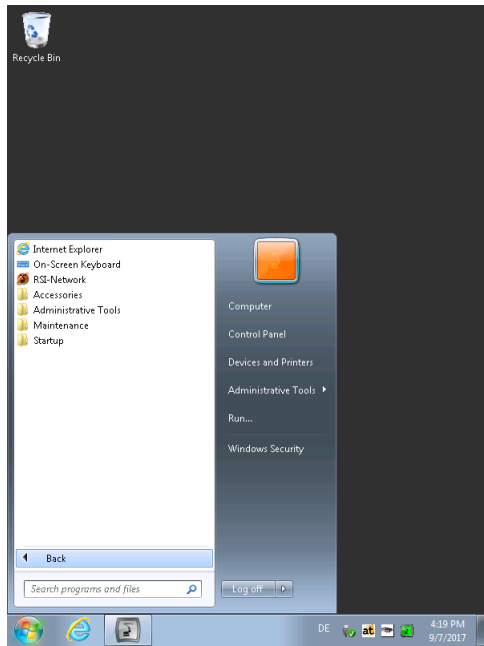 Recycle Bin
Internet Explorer
On-Screen Keyboard
RSI-Network
Accessories
Administrative Tools
Maintenance
Startup
Back
Search programs and files
Computer
Control Panel
Devices and Printers
Administrative Tools
Run...
Windows Security
Log off
DE
at
4:19 PM
9/7/2017